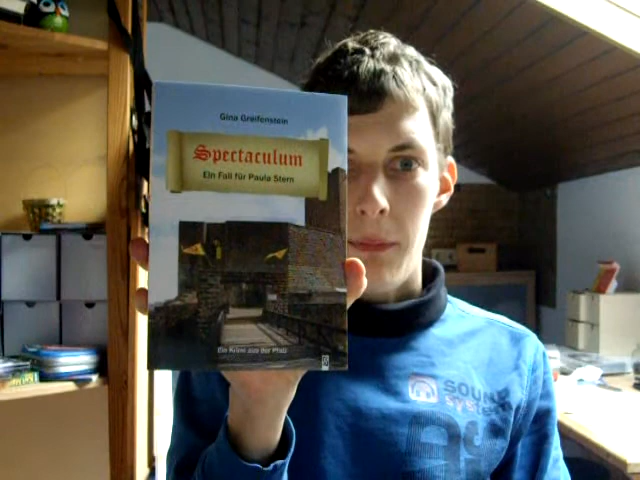 Gina Greifenstein
Spectaculum
Ein Fall für Paula Stern
Ein Krimi aus der Pfalz
SOUND
system